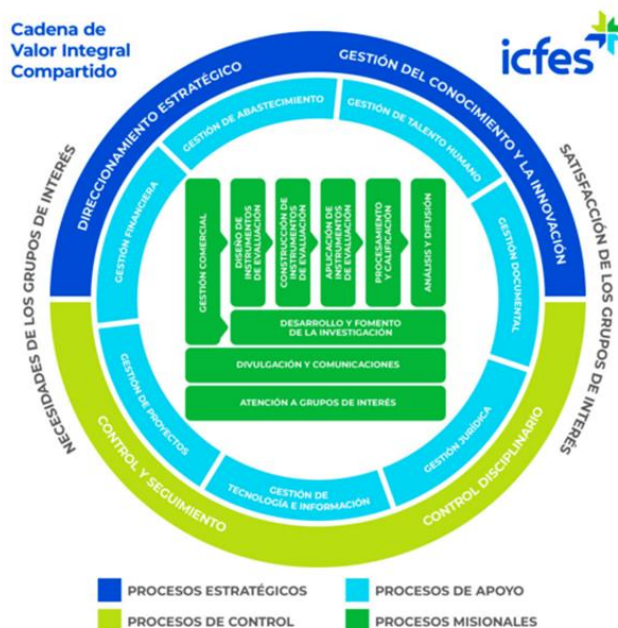 Cadena de
Valor Integral
Compartido
icfes
NECESIDADES DE LOS GRUPOS DE INTERÉS
DIRECCIONAMIENTO ESTRATÉGICO
GESTIÓN DEL CONOCIMIENTO Y LA INNOVACIÓN
SATISFACCIÓN DE LOS GRUPOS DE INTERÉS
GESTIÓN FINANCIERA
GESTIÓN DE ABASTECIMIENTO
GESTIÓN DE TALENTO HUMANO
GESTIÓN DOCUMENTAL
GESTIÓN COMERCIAL
DISEÑO DE
INSTRUMENTOS
DE EVALUACIÓN
CONSTRUCCIÓN DE
INSTRUMENTOS
DE EVALUACIÓN
APLICACIÓN DE
INSTRUMENTOS
DE EVALUACIÓN
PROCESAMIENTO
Y CALIFICACIÓN
ANÁLISIS Y DIFUSIÓN
DESARROLLO Y FOMENTO
DE LA INVESTIGACIÓN
DIVULGACIÓN Y COMUNICACIONES
ATENCIÓN A GRUPOS DE INTERÉS
GESTIÓN DE PROYECTOS
GESTIÓN DE
TECNOLOGÍA E INFORMACIÓN
GESTIÓN JURÍDICA
CONTROL Y SEGUIMIENTO
CONTROL DISCIPLINARIO
PROCESOS ESTRATÉGICOS
PROCESOS DE APOYO
PROCESOS DE CONTROL
PROCESOS MISIONALES